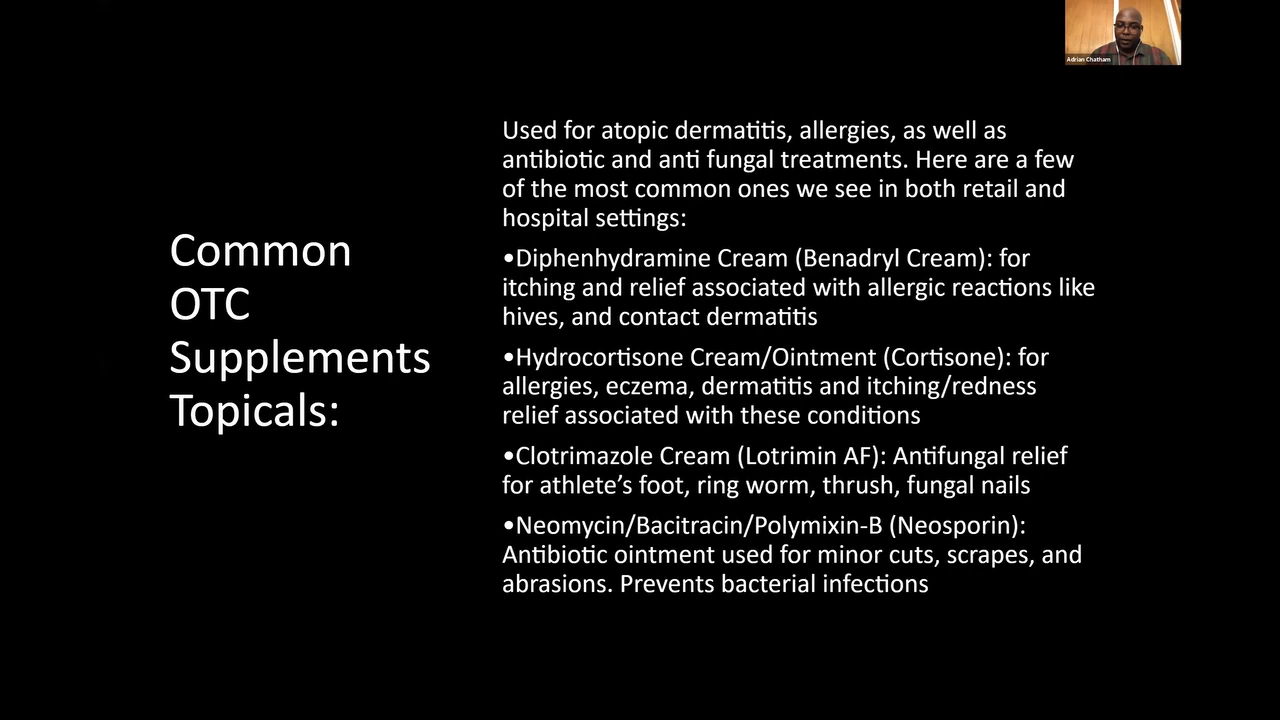 Adrian Chatham
Common
OTC
Supplements
Topicals:
Used for atopic dermatitis, allergies, as well as
antibiotic and anti fungal treatments. Here are a few
of the most common ones we see in both retail and
hospital settings:
•Diphenhydramine Cream (Benadryl Cream): for
itching and relief associated with allergic reactions like
hives, and contact dermatitis
•Hydrocortisone Cream/Ointment (Cortisone): for
allergies, eczema, dermatitis and itching/redness
relief associated with these conditions
•Clotrimazole Cream (Lotrimin AF): Antifungal relief
for athlete’s foot, ring worm, thrush, fungal nails
•Neomycin/Bacitracin/Polymixin-B (Neosporin):
Antibiotic ointment used for minor cuts, scrapes, and
abrasions. Prevents bacterial infections